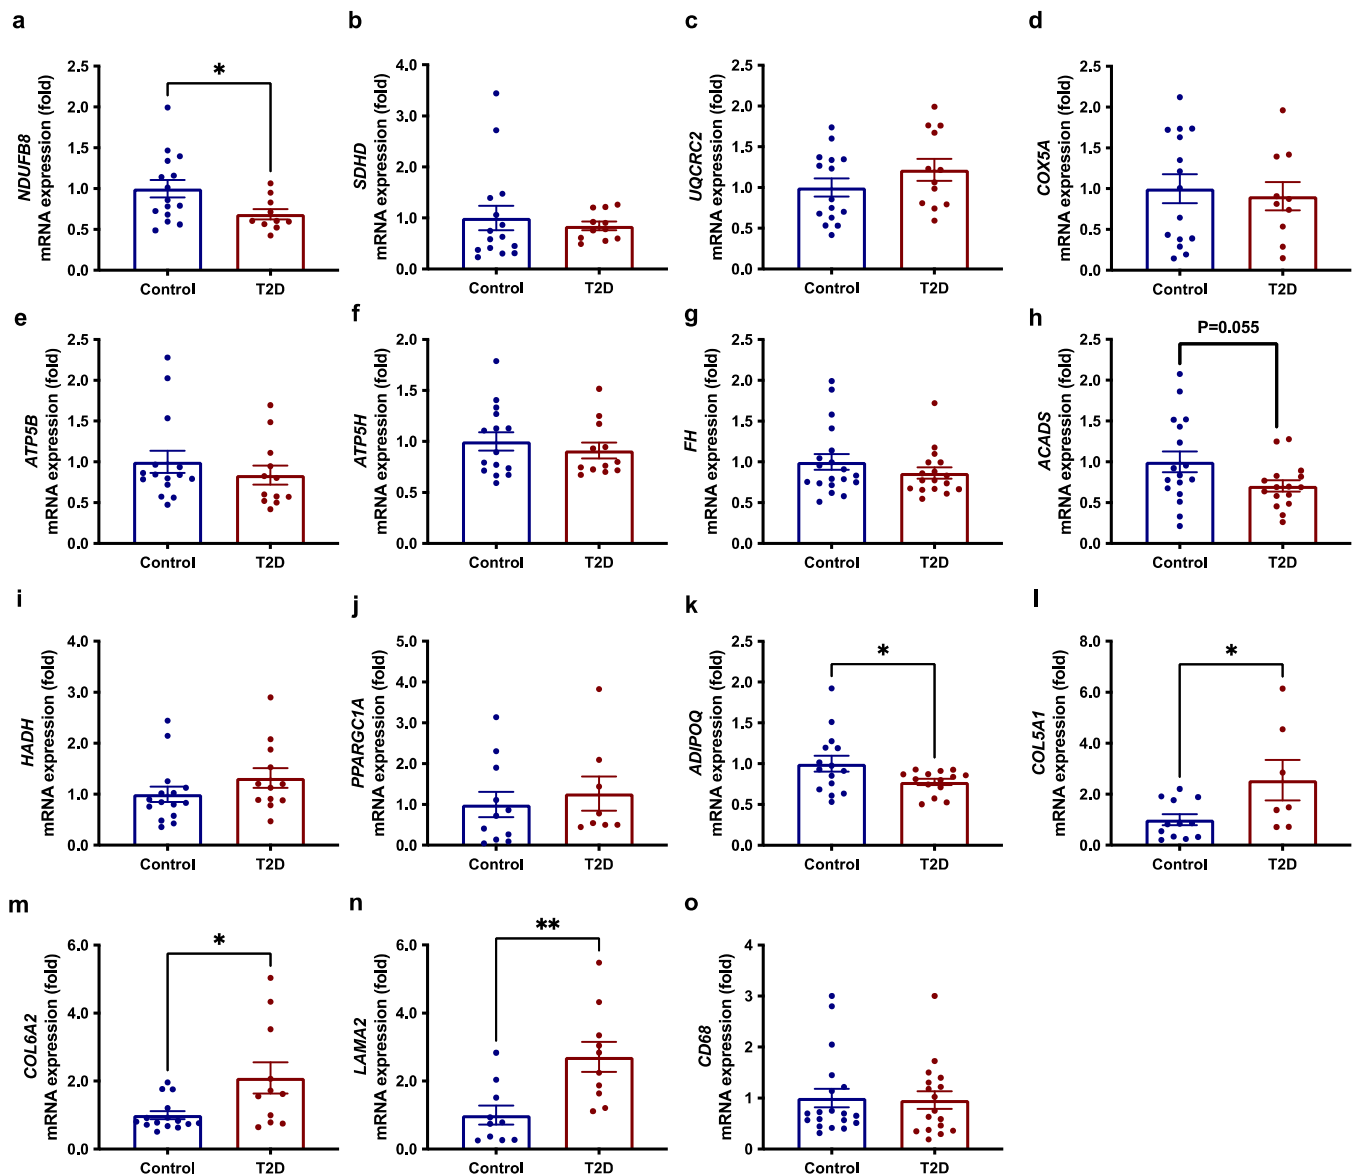 a
NDUFB8
mRNA expression (fold)
2.5
2.0
1.5
1.0
0.5
0.0
*
Control
T2D
b
SDHD
mRNA expression (fold)
4.0
3.0
2.0
1.0
0.0
Control
T2D
c
UQCRC2
mRNA expression (fold)
2.5
2.0
1.5
1.0
0.5
0.0
Control
T2D
d
COX5A
mRNA expression (fold)
2.5
2.0
1.5
1.0
0.5
0.0
Control
T2D
e
ATP5B
mRNA expression (fold)
2.5
2.0
1.5
1.0
0.5
0.0
Control
T2D
f
ATP5H
mRNA expression (fold)
2.0
1.5
1.0
0.5
0.0
Control
T2D
g
FH
mRNA expression (fold)
2.5
2.0
1.5
1.0
0.5
0.0
Control
T2D
h
ACADS
mRNA expression (fold)
2.5
2.0
1.5
1.0
0.5
0.0
P=0.055
Control
T2D
i
HADH
mRNA expression (fold)
4.0
3.0
2.0
1.0
0.0
Control
T2D
j
PPARGC1A
mRNA expression (fold)
5.0
4.0
3.0
2.0
1.0
0.0
Control
T2D
k
ADIPOQ
mRNA expression (fold)
2.5
2.0
1.5
1.0
0.5
0.0
*
Control
T2D
l
COL5A1
mRNA expression (fold)
8.0
6.0
4.0
2.0
0.0
*
Control
T2D
m
COL6A2
mRNA expression (fold)
6.0
4.0
2.0
0.0
*
Control
T2D
n
LAMA2
mRNA expression (fold)
6.0
4.0
2.0
0.0
**
Control
T2D
o
CD68
mRNA expression (fold)
4
3
2
1
0
Control
T2D